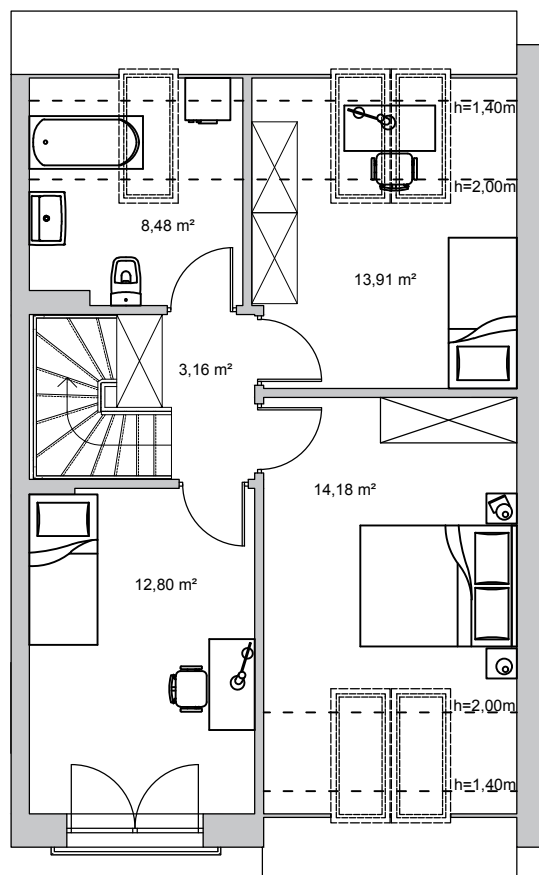 h=1,40m
h=2,00m
8,48 m²
13,91 m²
3,16 m²
14,18 m²
12,80 m²
h=2,00m
h=1,40m